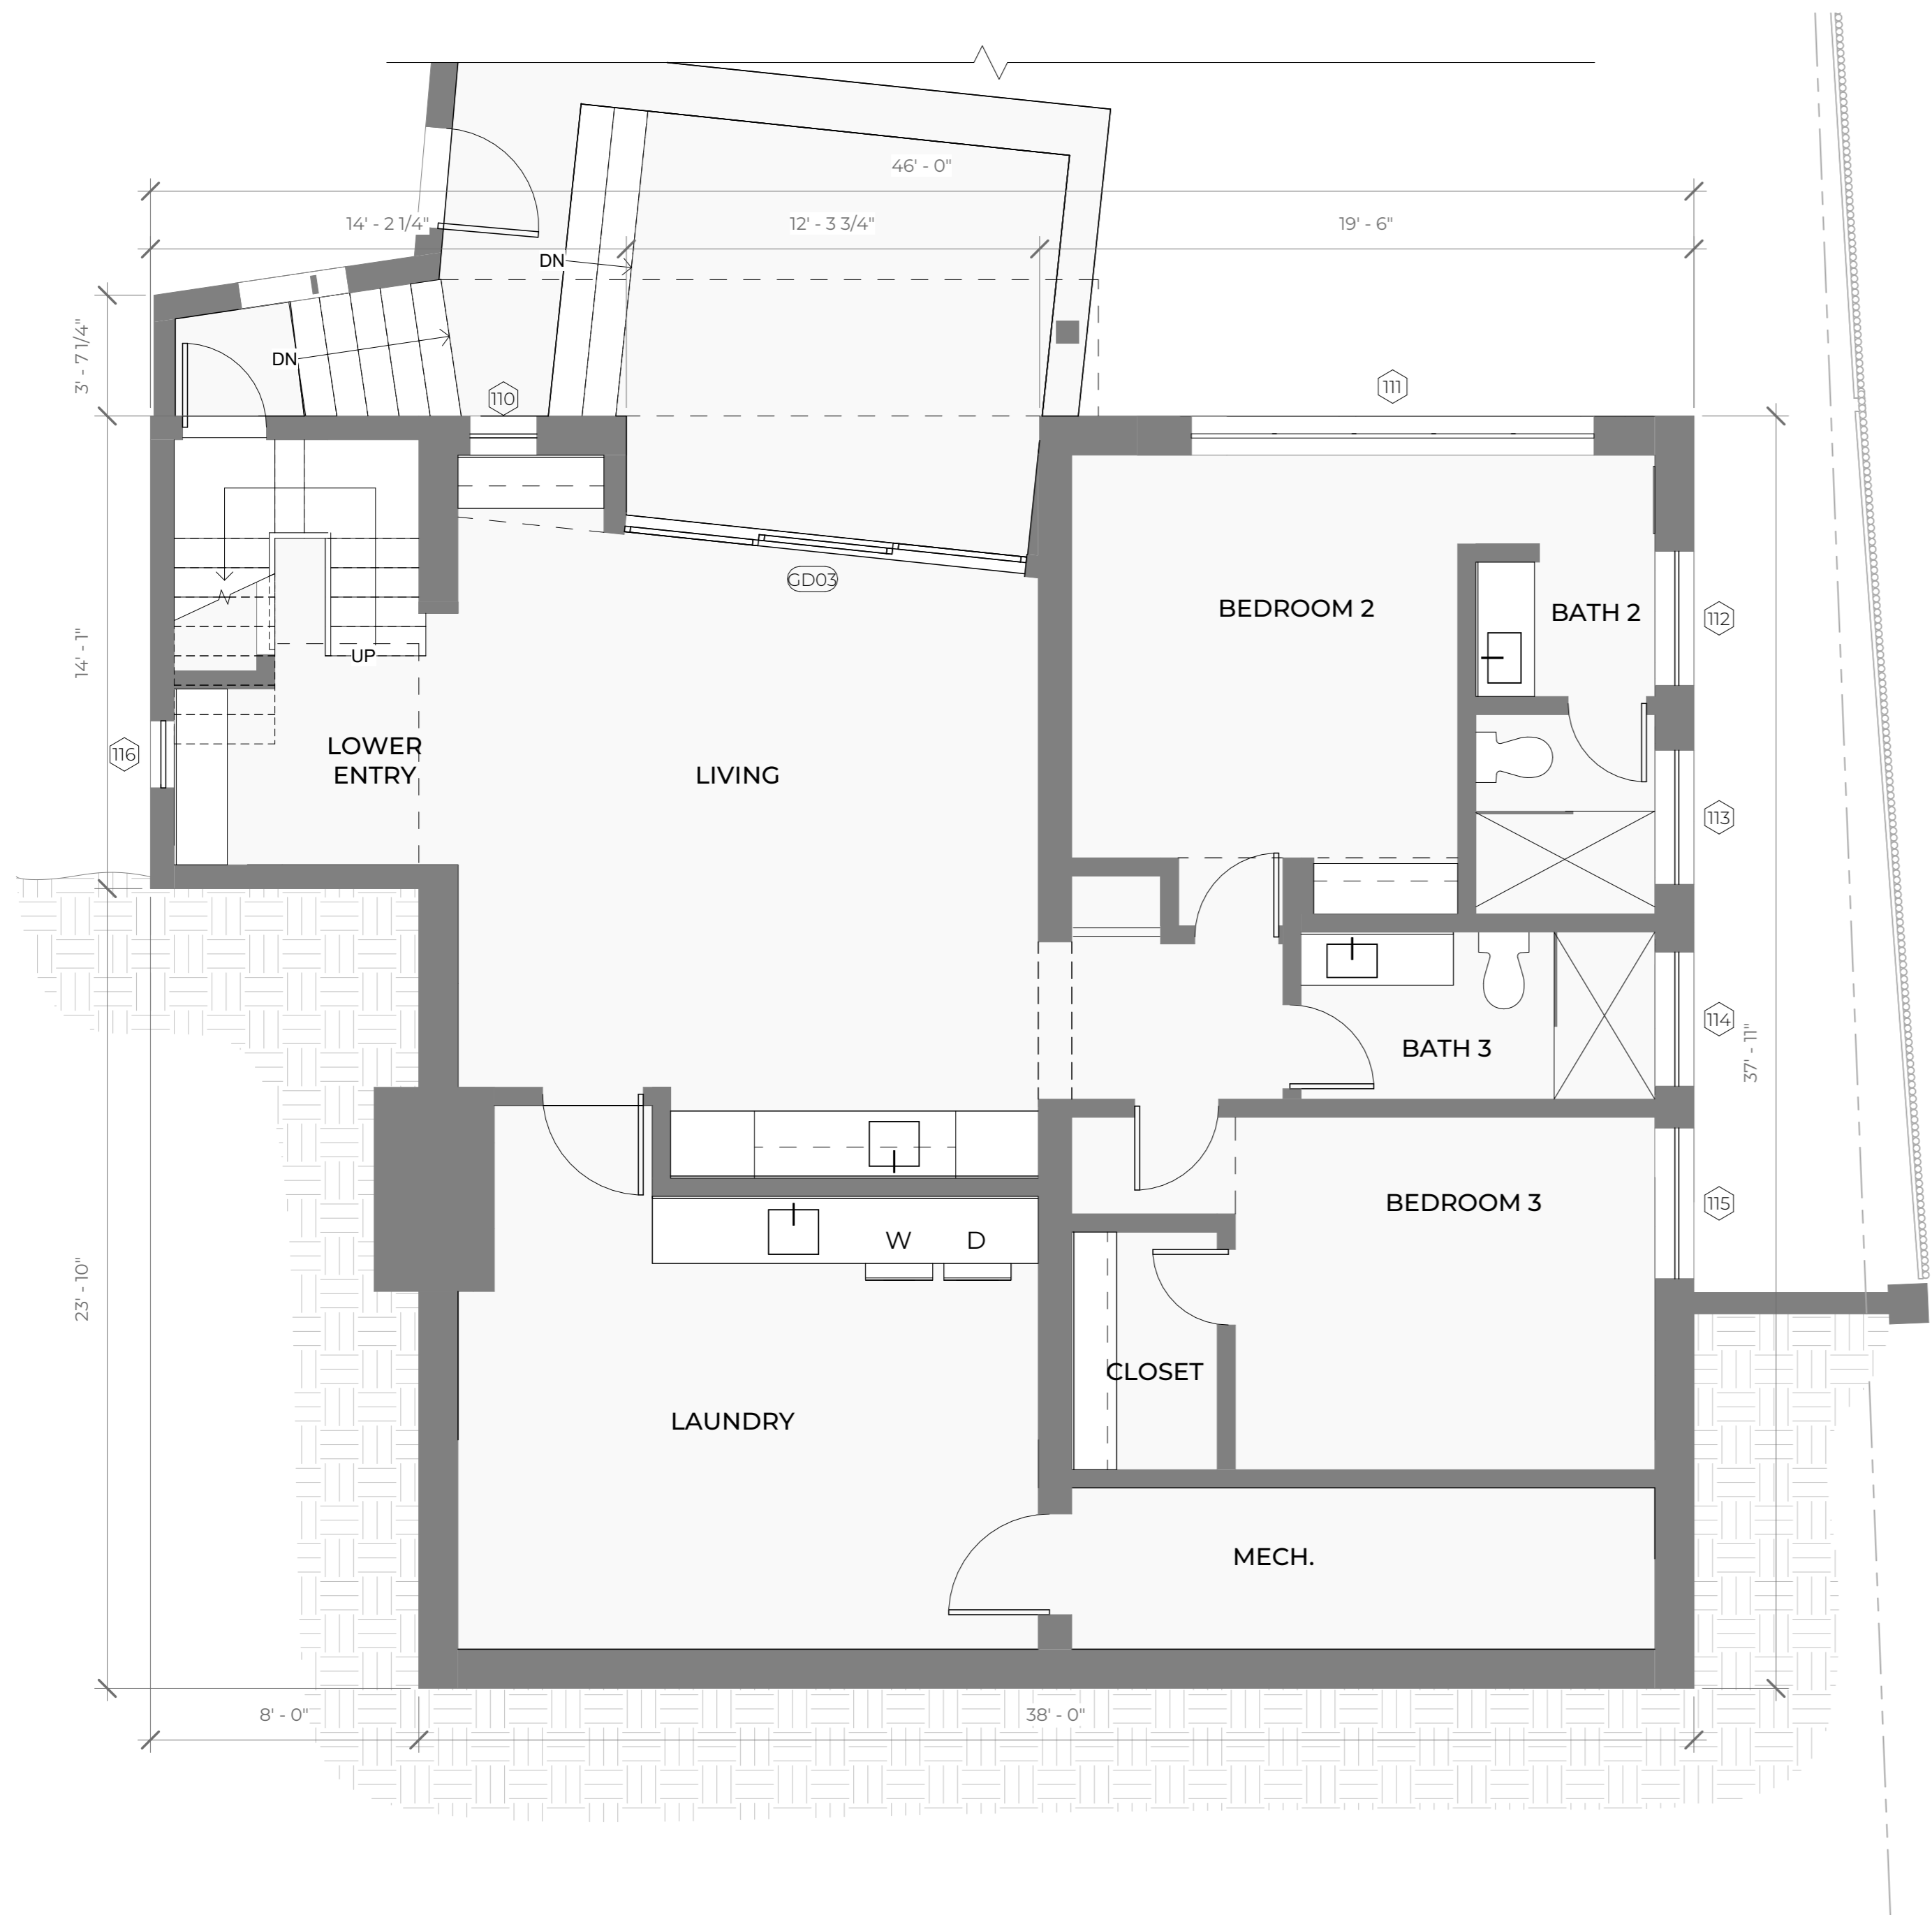 46' - 0"
14' - 2 1/4"
12' - 3 3/4"
19' - 6"
DN
3' - 7 1/4"
DN
110
111
GD03
BEDROOM 2
BATH 2
112
14' - 1"
UP
LOWER
ENTRY
116
LIVING
113
114
BATH 3
37' - 11"
BEDROOM 3
115
W
D
23' - 10"
CLOSET
LAUNDRY
MECH.
8' - 0"
38' - 0"